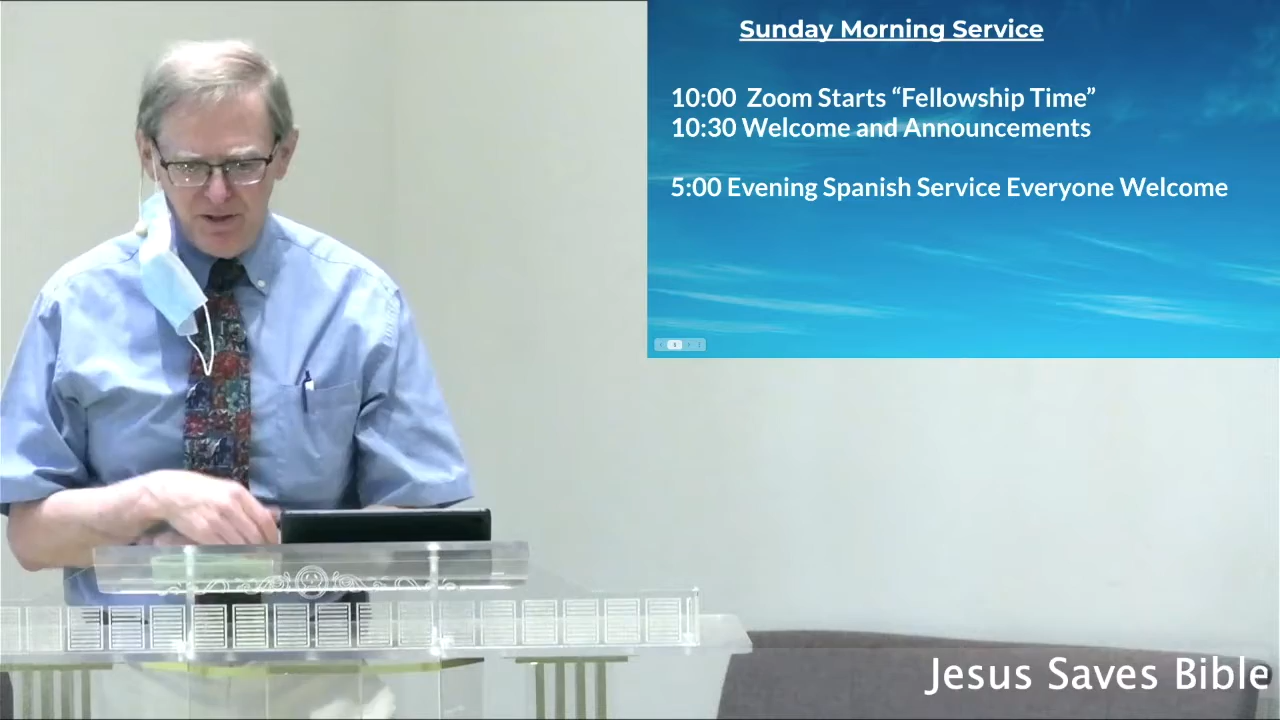 Sunday Morning Service
10:00 Zoom Starts “Fellowship Time”
10:30 Welcome and Announcements
5:00 Evening Spanish Service Everyone Welcome
Jesus Saves Bible